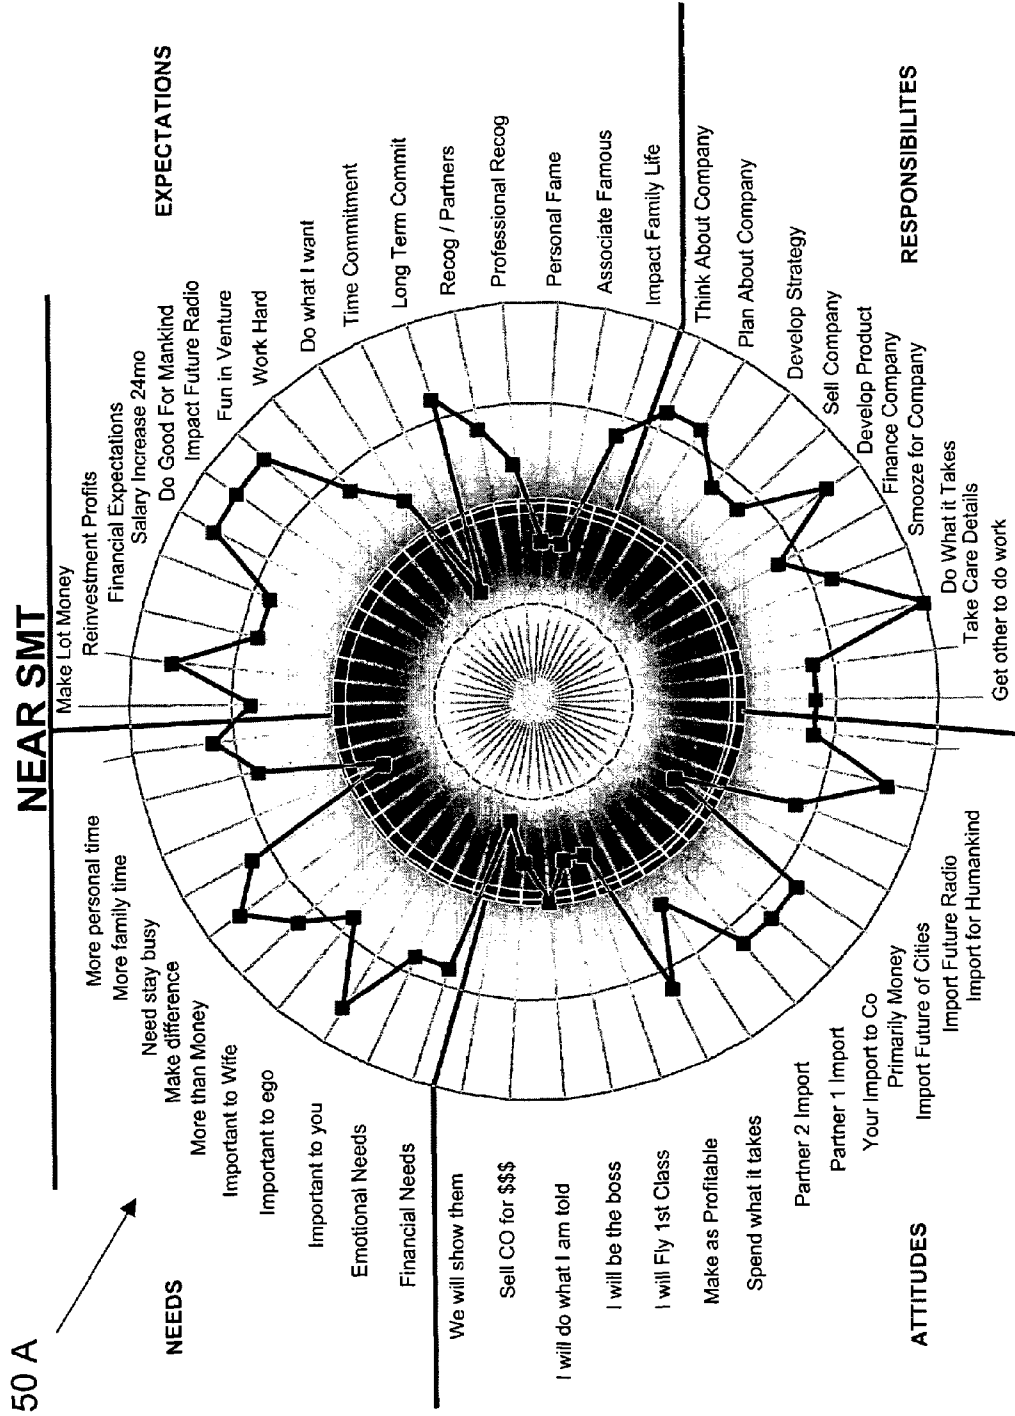 50 A
NEAR SMT
NEEDS
EXPECTATIONS
ATTITUDES
RESPONSIBILITES
Make Lot Money
Reinvestment Profits
Financial Expectations
Salary Increase 24mo
Do Good For Mankind
Impact Future Radio
Fun in Venture
Work Hard
Do what I want
Time Commitment
Long Term Commit
Recog / Partners
Professional Recog
Personal Fame
Associate Famous
Impact Family Life
Think About Company
Plan About Company
Develop Strategy
Sell Company
Develop Product
Finance Company
Smooze for Company
Do What it Takes
Take Care Details
Get other to do work
Import for Humankind
Import Future Radio
Import Future of Cities
Primarily Money
Your Import to Co
Partner 1 Import
Partner 2 Import
Spend what it takes
Make as Profitable
I will Fly 1st Class
I will be the boss
I will do what I am told
Sell CO for $$$
We will show them
Financial Needs
Emotional Needs
Important to you
Important to ego
Important to Wife
More than Money
Make difference
Need stay busy
More family time
More personal time